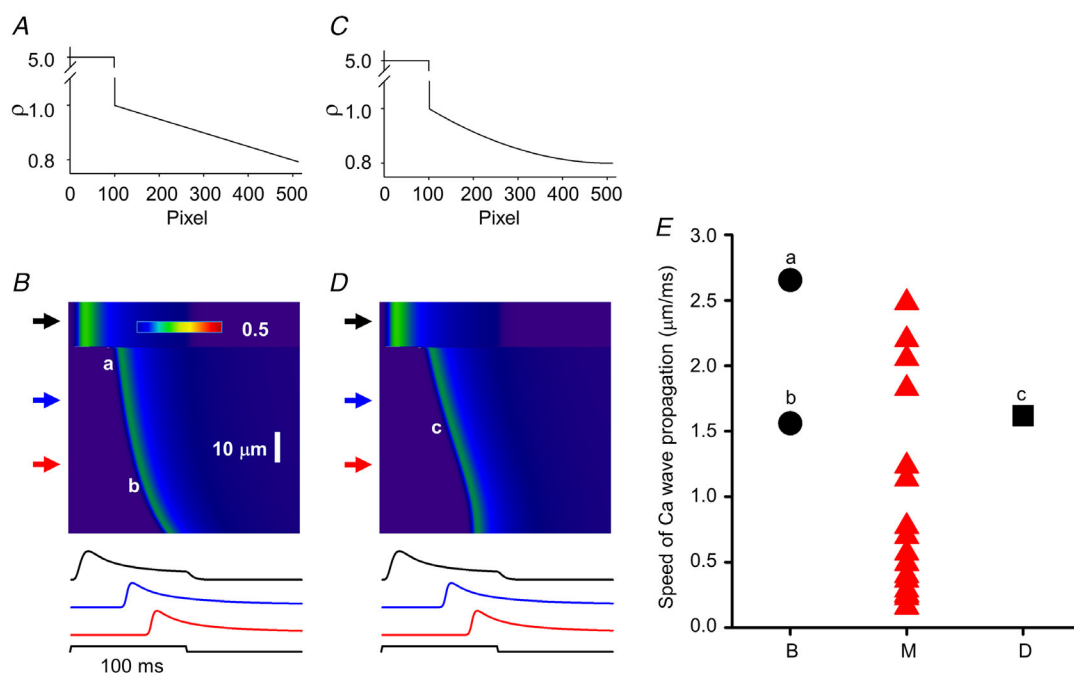 A
5.0
1.0
0.8
ρ
0 100 200 300 400 500
Pixel
C
5.0
1.0
0.8
ρ
0 100 200 300 400 500
Pixel
B
0.5
a
b
10 μm
100 ms
D
c
E
Speed of Ca wave propagation (μm/ms)
3.0
2.5
2.0
1.5
1.0
0.5
0.0
a
b
c
B M D